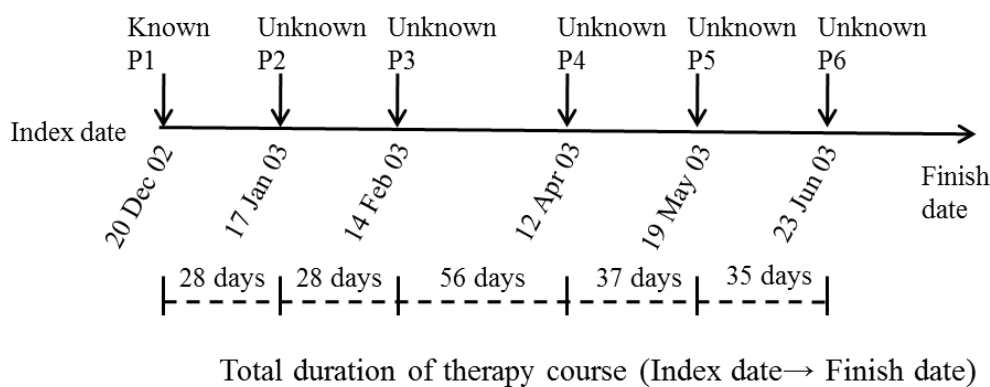 Known Unknown Unknown Unknown Unknown Unknown
P1 P2 P3 P4 P5 P6
Index date
20 Dec 02 17 Jan 03 14 Feb 03 12 Apr 03 19 May 03 23 Jun 03
Finish
date
28 days 28 days 56 days 37 days 35 days
Total duration of therapy course (Index date→ Finish date)